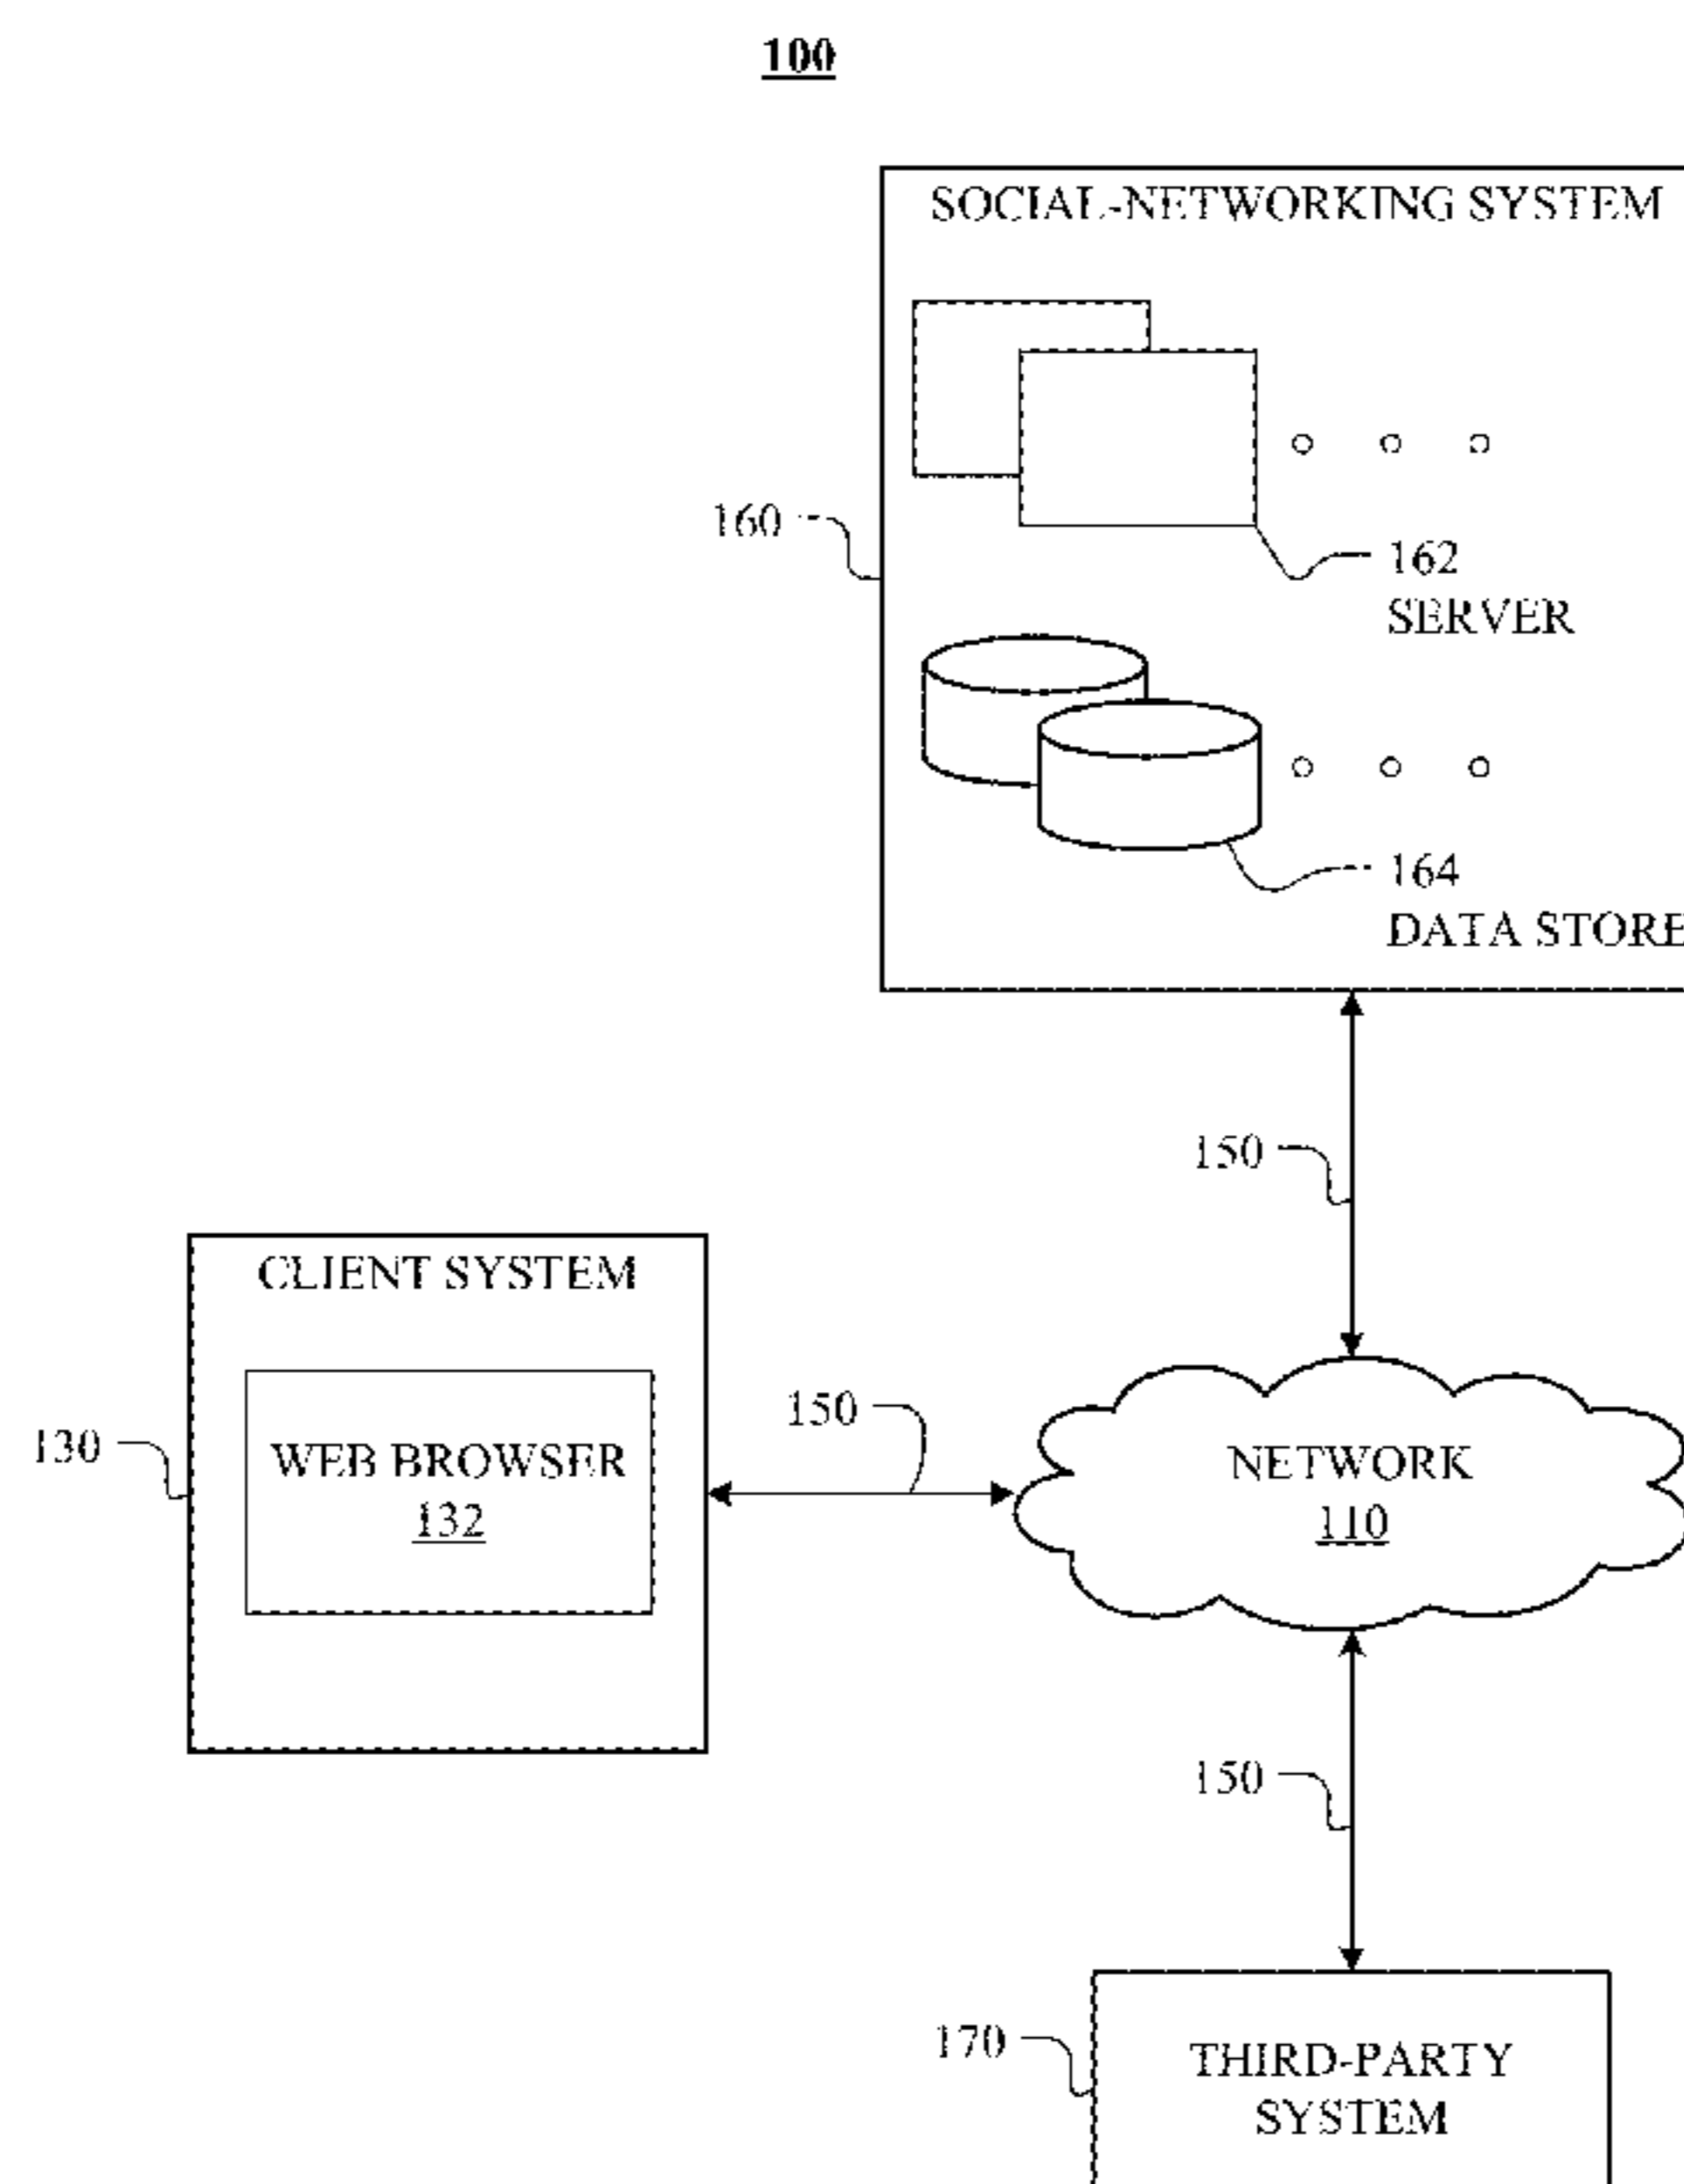 100
SOCIAL-NETWORKING SYSTEM
160
162
SERVER
164
DATA STORE
150
CLIENT SYSTEM
130
WEB BROWSER
132
150
NETWORK
110
150
170
THIRD-PARTY
SYSTEM